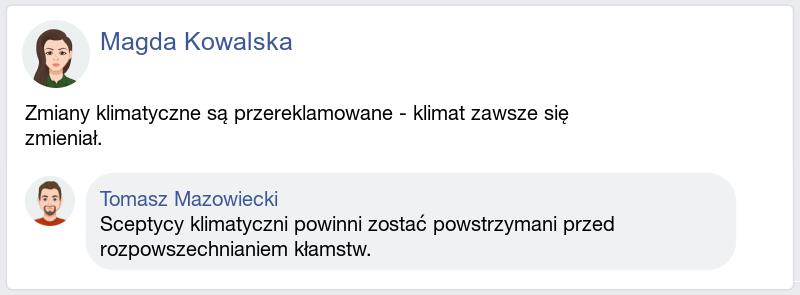 Magda Kowalska
Zmiany klimatyczne są przereklamowane - klimat zawsze się
zmieniał.
Tomasz Mazowiecki
Sceptycy klimatyczni powinni zostać powstrzymani przed
rozpowszechnianiem kłamstw.